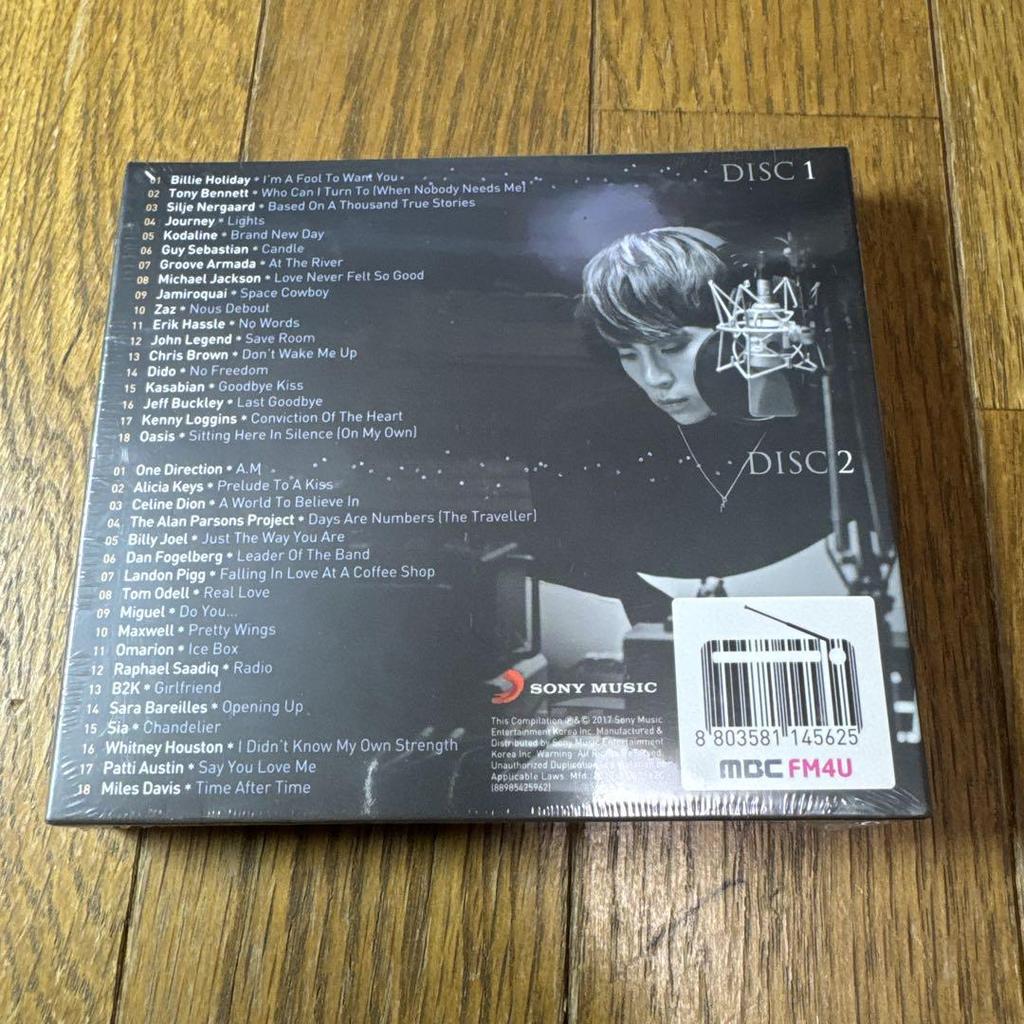 DISC 1
01 Billie Holiday • I'm A Fool To Want You
02 Tony Bennett • Who Can I Turn To (When Nobody Needs Me)
03 Silje Nergaard • Based On A Thousand True Stories
04 Journey • Lights
05 Kodaline • Brand New Day
06 Guy Sebastian • Candle
07 Groove Armada • At The River
08 Michael Jackson • Love Never Felt So Good
09 Jamiroquai • Space Cowboy
10 Zaz • Nous Debout
11 Erik Hassle • No Words
12 John Legend • Save Room
13 Chris Brown • Don't Wake Me Up
14 Dido • No Freedom
15 Kasabian • Goodbye Kiss
16 Jeff Buckley • Last Goodbye
17 Kenny Loggins • Conviction Of The Heart
18 Oasis • Sitting Here In Silence (On My Own)
DISC 2
01 One Direction • A.M
02 Alicia Keys • Prelude To A Kiss
03 Celine Dion • A World To Believe In
04 The Alan Parsons Project • Days Are Numbers (The Traveller)
05 Billy Joel • Just The Way You Are
06 Dan Fogelberg • Leader Of The Band
07 Landon Pigg • Falling In Love At A Coffee Shop
08 Tom Odell • Real Love
09 Miguel • Do You...
10 Maxwell • Pretty Wings
11 Omarion • Ice Box
12 Raphael Saadiq • Radio
13 B2K • Girlfriend
14 Sara Bareilles • Opening Up
15 Sia • Chandelier
16 Whitney Houston • I Didn't Know My Own Strength
17 Patti Austin • Say You Love Me
18 Miles Davis • Time After Time
SONY MUSIC
This Compilation ℗ & © 2017 Sony Music
Entertainment Korea Inc. Manufactured &
Distributed by Sony Music Entertainment
Korea Inc. Warning: All Rights Reserved.
Unauthorized Duplication
Applicable Laws. Mfd.
(88985425962)
8 803581 145625
MBC FM4U